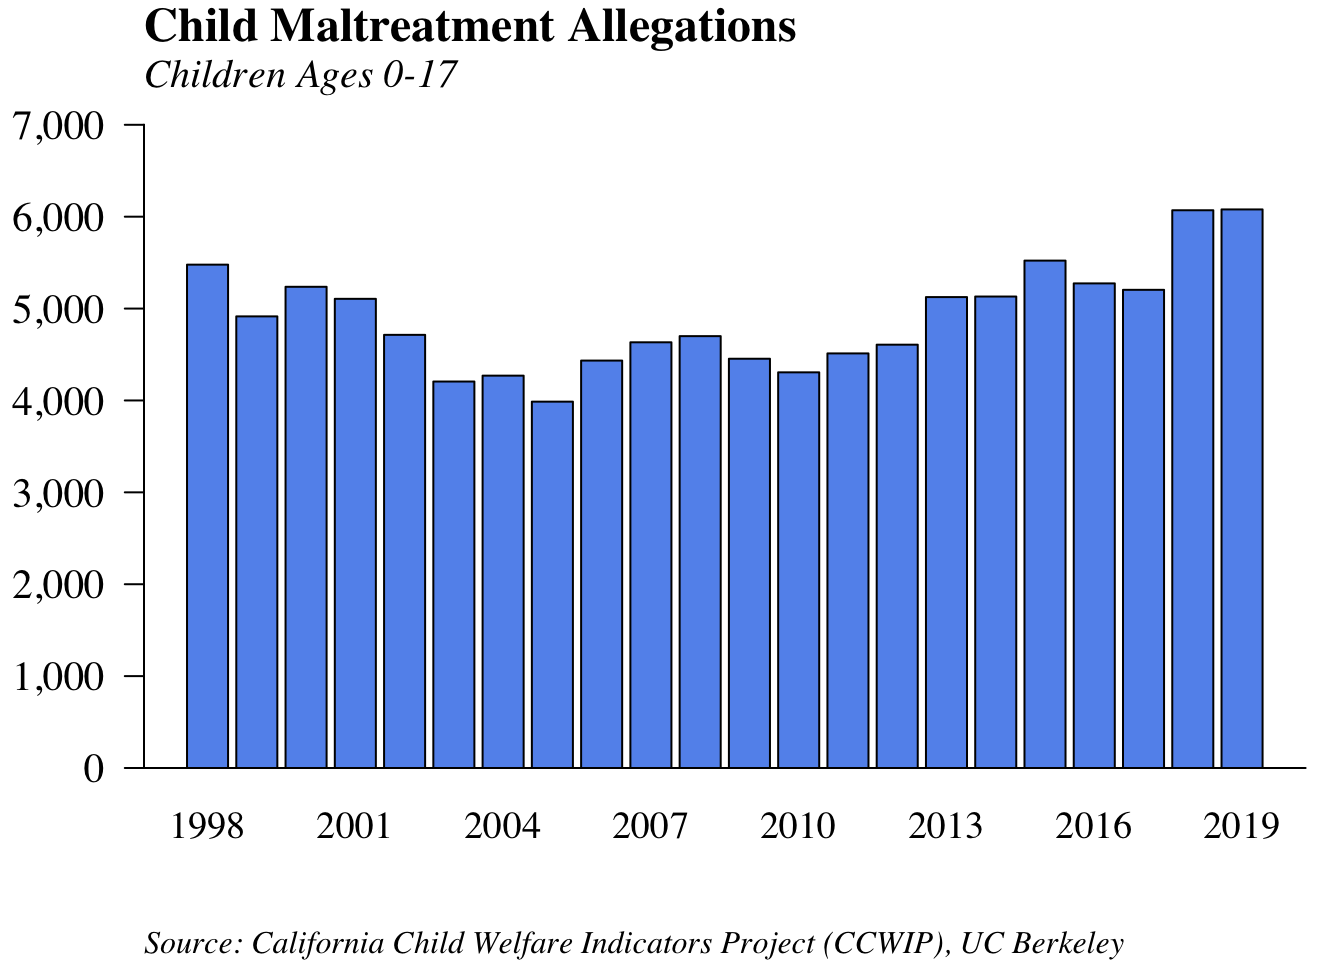 Child Maltreatment Allegations
Children Ages 0-17
7,000
6,000
5,000
4,000
3,000
2,000
1,000
0
1998 2001 2004 2007 2010 2013 2016 2019
Source: California Child Welfare Indicators Project (CCWIP), UC Berkeley